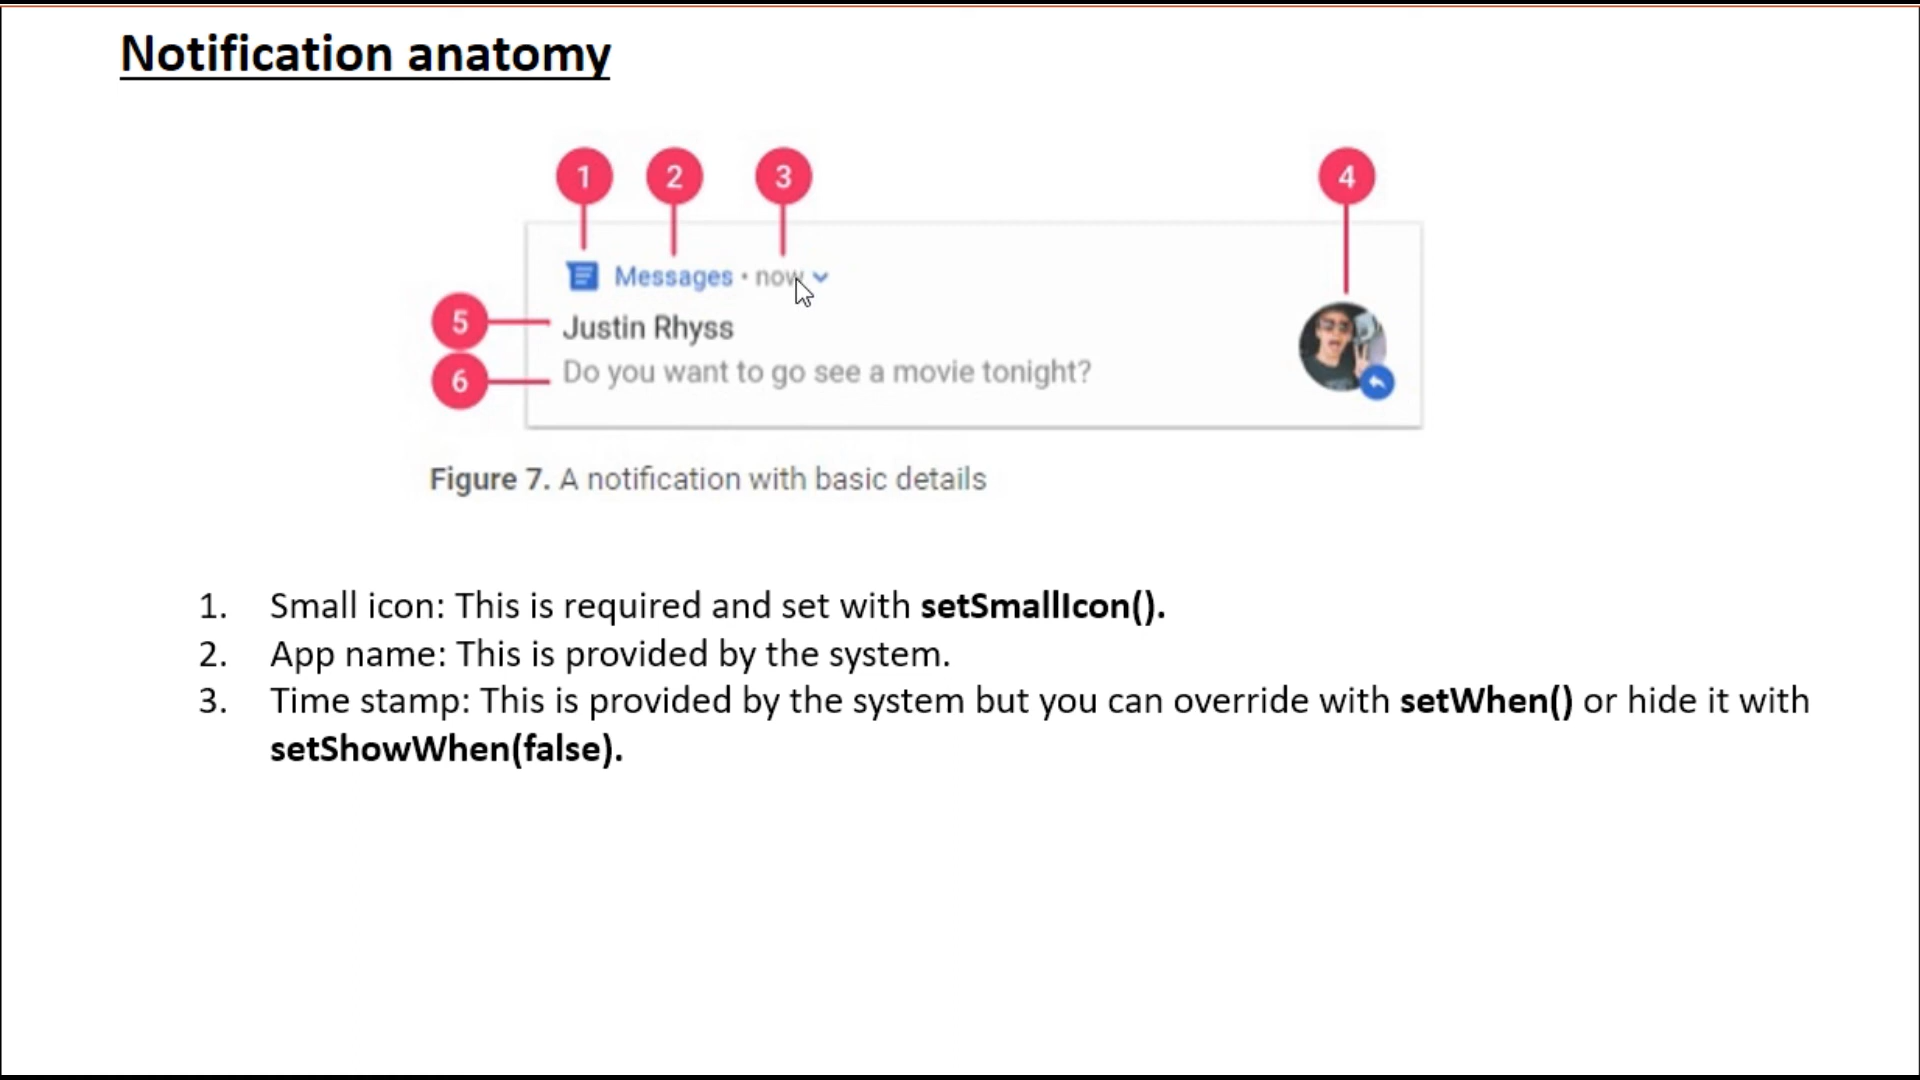 Notification anatomy
1 2 3 4
Messages • now
5 Justin Rhyss
6 Do you want to go see a movie tonight?
Figure 7. A notification with basic details
1. Small icon: This is required and set with setSmallIcon().
2. App name: This is provided by the system.
3. Time stamp: This is provided by the system but you can override with setWhen() or hide it with
setShowWhen(false).